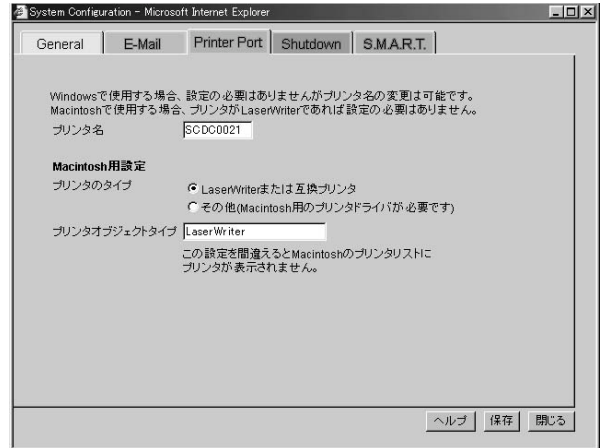 System Configuration - Microsoft Internet Explorer
General E-Mail Printer Port Shutdown S.M.A.R.T.
Windowsで使用する場合、設定の必要はありませんがプリンタ名の変更は可能です。
Macintoshで使用する場合、プリンタがLaserWriterであれば設定の必要はありません。
プリンタ名 SCDC0021
Macintosh用設定
プリンタのタイプ LaserWriterまたは互換プリンタ
その他(Macintosh用のプリンタドライバが必要です)
プリンタオブジェクトタイプ LaserWriter
この設定を間違えるとMacintoshのプリンタリストに
プリンタが表示されません。
ヘルプ 保存 閉じる